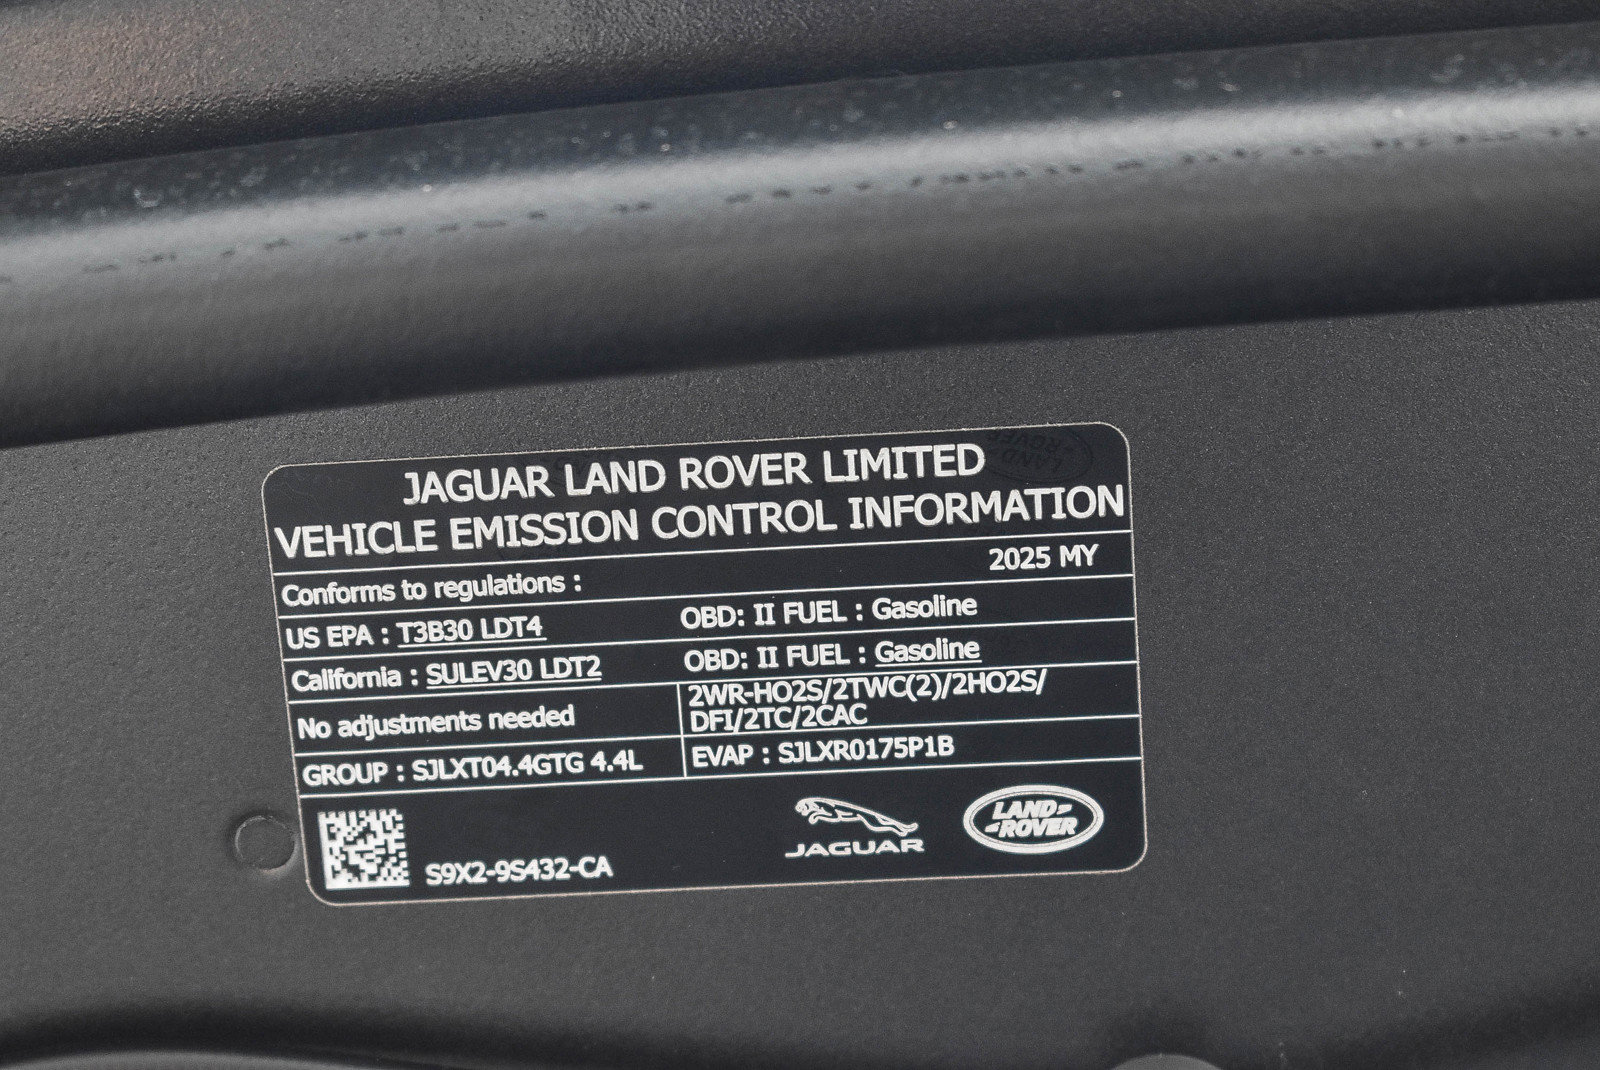 JAGUAR LAND ROVER LIMITED
VEHICLE EMISSION CONTROL INFORMATION
Conforms to regulations : 2025 MY
US EPA : T3B30 LDT4 OBD: II FUEL : Gasoline
California : SULEV30 LDT2 OBD: II FUEL : Gasoline
No adjustments needed 2WR-HO2S/2TWC(2)/2HO2S/
DFI/2TC/2CAC
GROUP : SJLXT04.4GTG 4.4L EVAP : SJLXR0175P1B
S9X2-9S432-CA
JAGUAR
LAND
ROVER